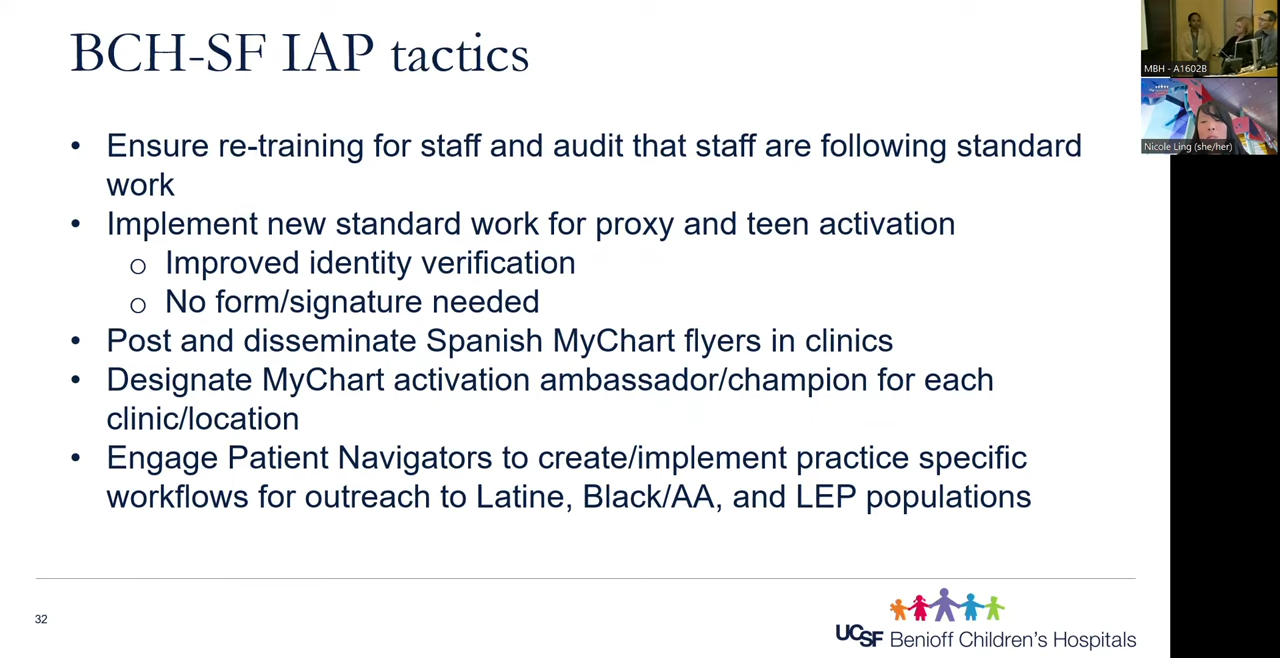 BCH-SF IAP tactics
MBH - A1602B
Nicole Ling (she/her)
• Ensure re-training for staff and audit that staff are following standard
work
• Implement new standard work for proxy and teen activation
o Improved identity verification
o No form/signature needed
• Post and disseminate Spanish MyChart flyers in clinics
• Designate MyChart activation ambassador/champion for each
clinic/location
• Engage Patient Navigators to create/implement practice specific
workflows for outreach to Latine, Black/AA, and LEP populations
32
UCSF Benioff Children's Hospitals